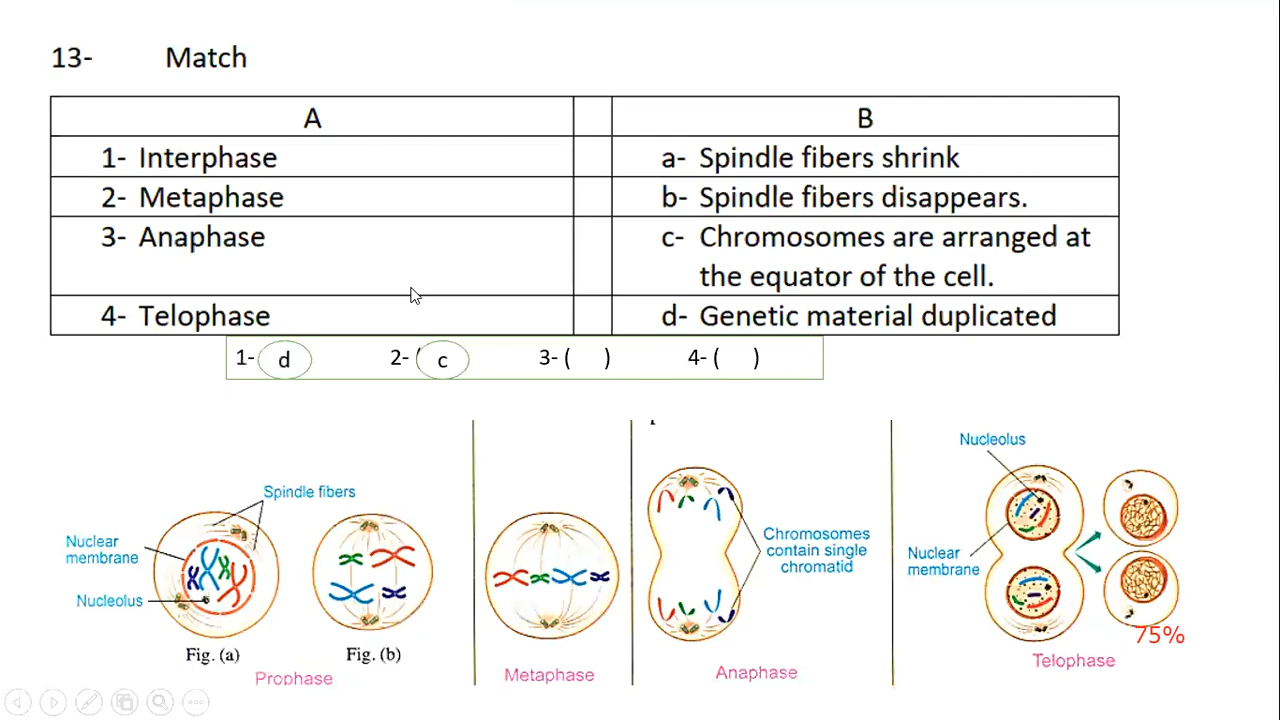 13- Match
A B
1- Interphase a- Spindle fibers shrink
2- Metaphase b- Spindle fibers disappears.
3- Anaphase c- Chromosomes are arranged at
the equator of the cell.
4- Telophase d- Genetic material duplicated
1- d 2- ( c 3- ( ) 4- ( )
Spindle fibers
Nuclear
membrane
Nucleolus
Fig. (a) Fig. (b)
Prophase
Metaphase
Chromosomes
contain single
chromatid
Anaphase
Nucleolus
Nuclear
membrane
75%
Telophase